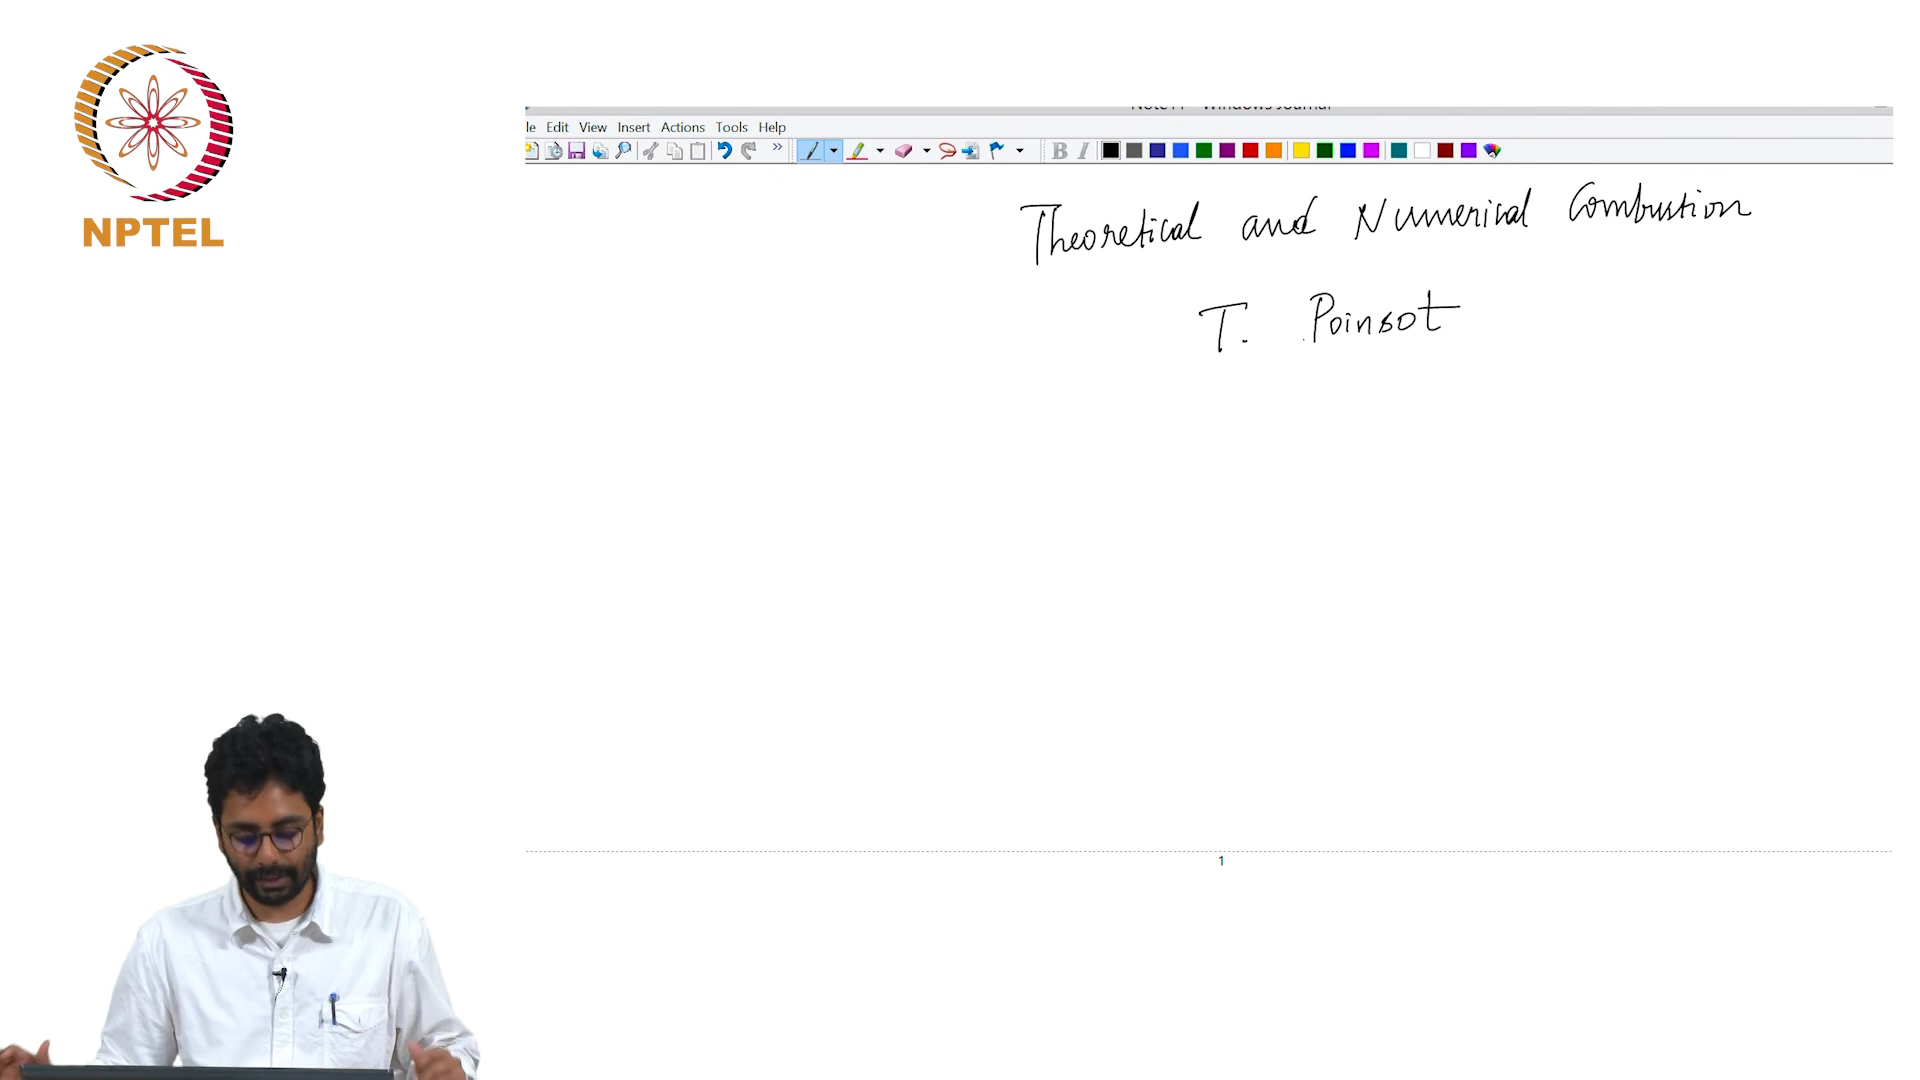 NPTEL
le Edit View Insert Actions Tools Help
B I
Theoretical and Numerical Combustion
T. Poinsot
1